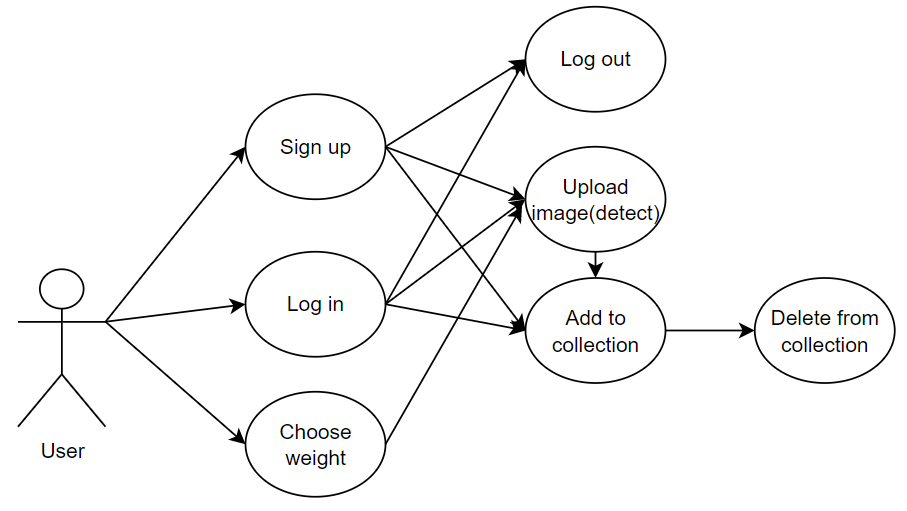 Log out
Sign up
Upload
image(detect)
Log in
Add to
collection
Delete from
collection
Choose
weight
User